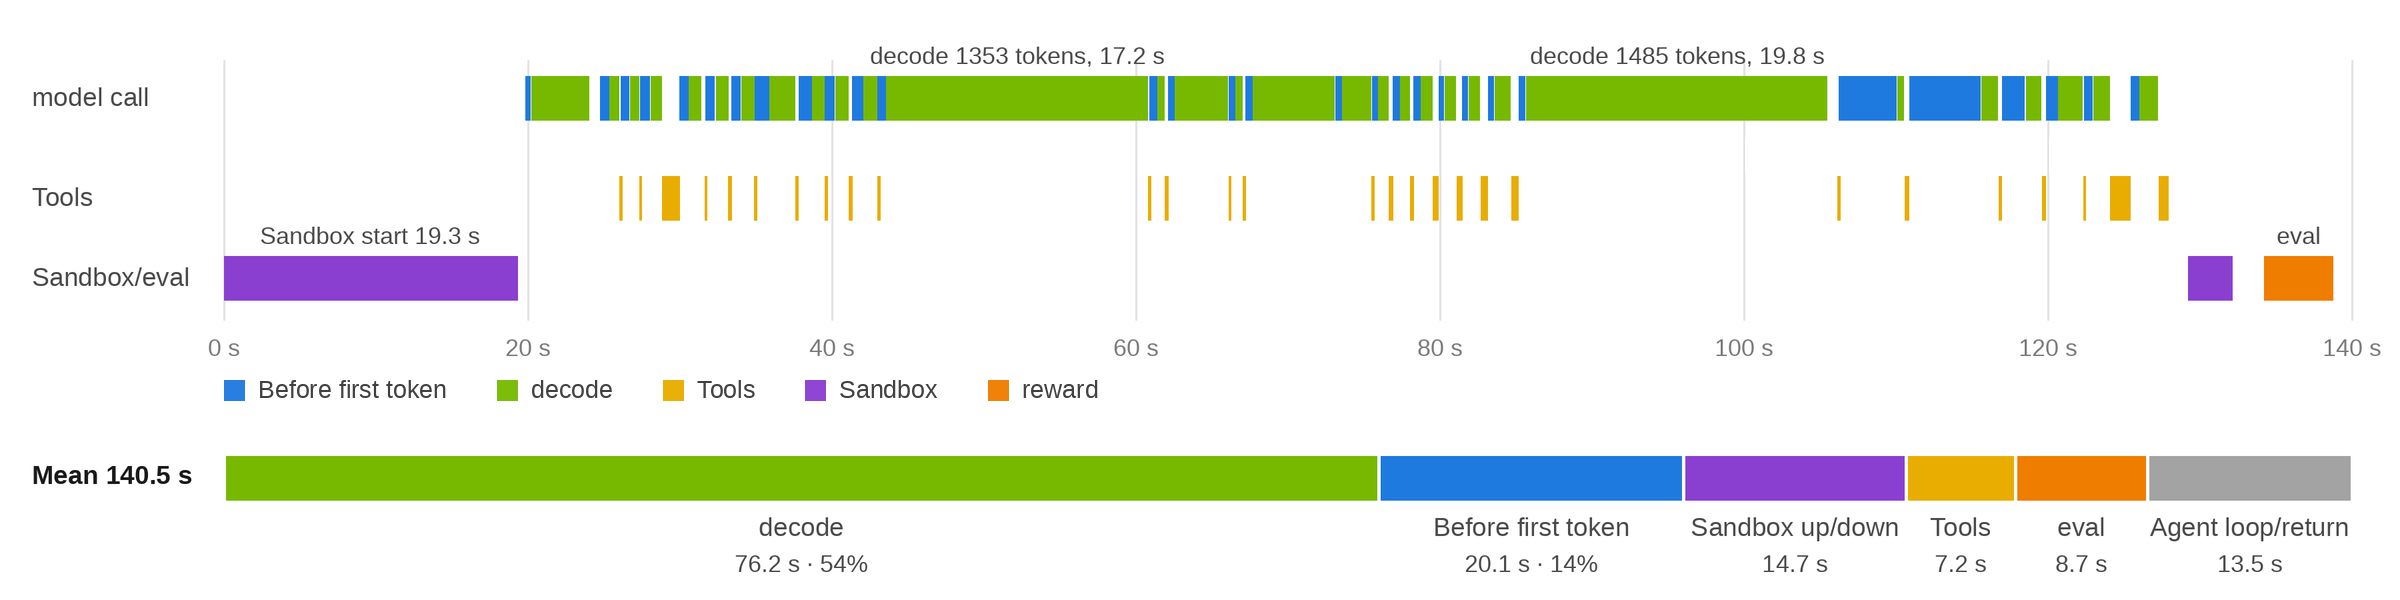 decode 1353 tokens, 17.2 s
decode 1485 tokens, 19.8 s
model call
Tools
Sandbox start 19.3 s
eval
Sandbox/eval
0 s
20 s
40 s
60 s
80 s
100 s
120 s
140 s
Before first token
decode
Tools
Sandbox
reward
Mean 140.5 s
decode
76.2 s · 54%
Before first token
20.1 s · 14%
Sandbox up/down
14.7 s
Tools
7.2 s
eval
8.7 s
Agent loop/return
13.5 s